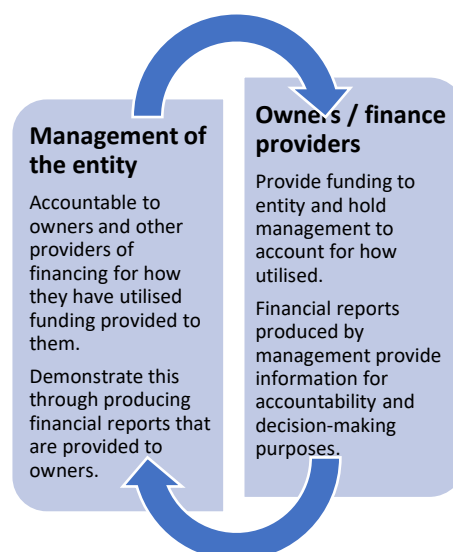 Management of
the entity
Accountable to
owners and other
providers of
financing for how
they have utilised
funding provided to
them.
Demonstrate this
through producing
financial reports that
are provided to
owners.
Owners / finance
providers
Provide funding to
entity and hold
management to
account for how
utilised.
Financial reports
produced by
management provide
information for
accountability and
decision-making
purposes.